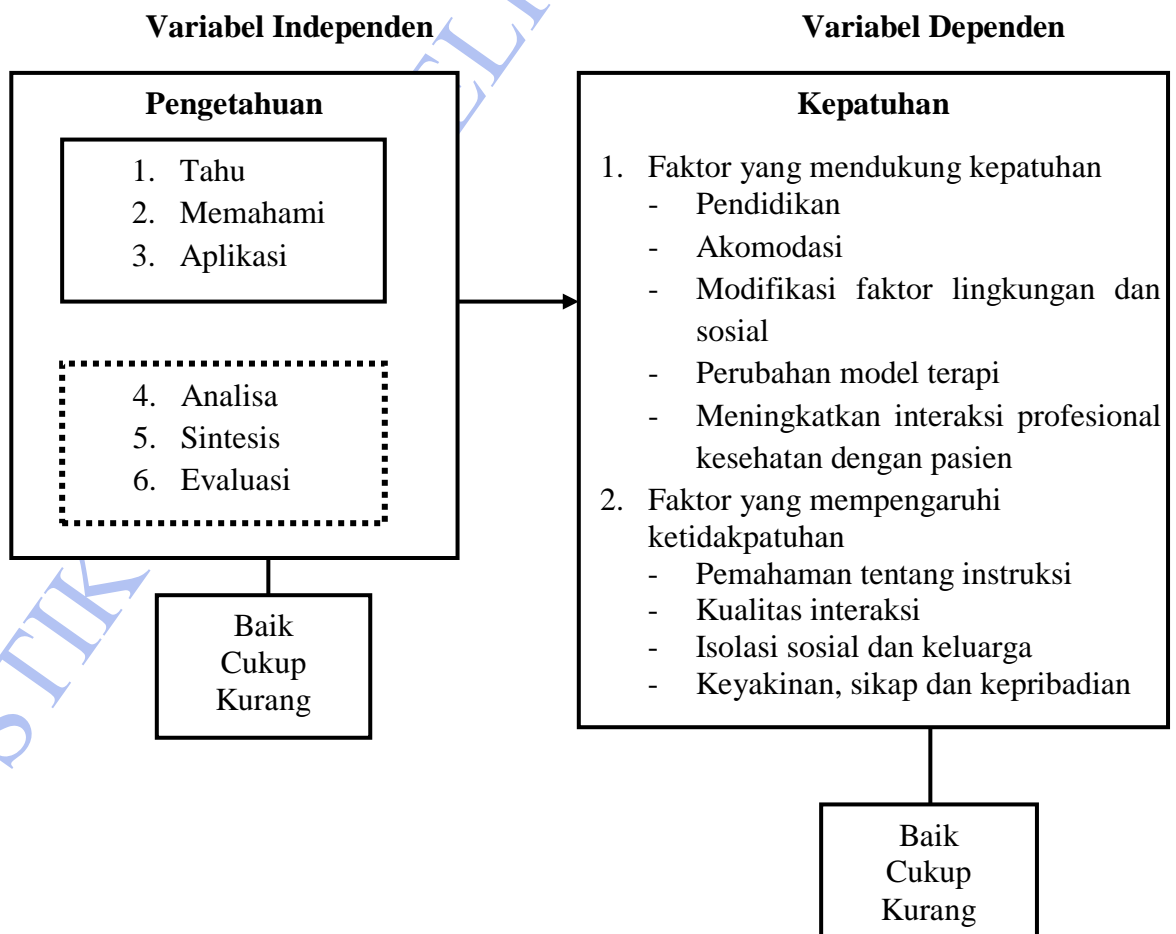 Variabel Independen
Variabel Dependen
Pengetahuan
1. Tahu
2. Memahami
3. Aplikasi
4. Analisa
5. Sintesis
6. Evaluasi
Baik
Cukup
Kurang
Kepatuhan
1. Faktor yang mendukung kepatuhan
- Pendidikan
- Akomodasi
- Modifikasi faktor lingkungan dan
sosial
- Perubahan model terapi
- Meningkatkan interaksi profesional
kesehatan dengan pasien
2. Faktor yang mempengaruhi
ketidakpatuhan
- Pemahaman tentang instruksi
- Kualitas interaksi
- Isolasi sosial dan keluarga
- Keyakinan, sikap dan kepribadian
Baik
Cukup
Kurang